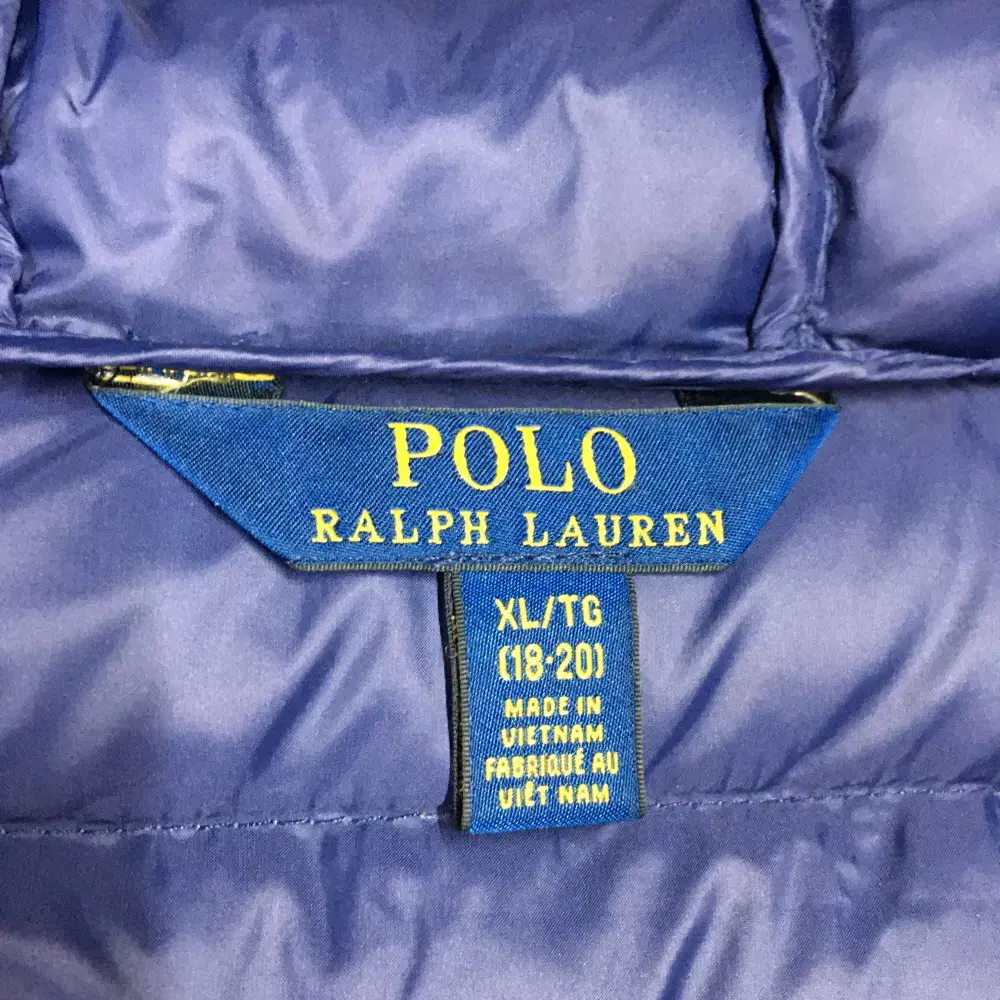 POLO
RALPH LAUREN
XL/TG
(18-20)
MADE IN
VIETNAM
FABRIQUÉ AU
VIÊT NAM